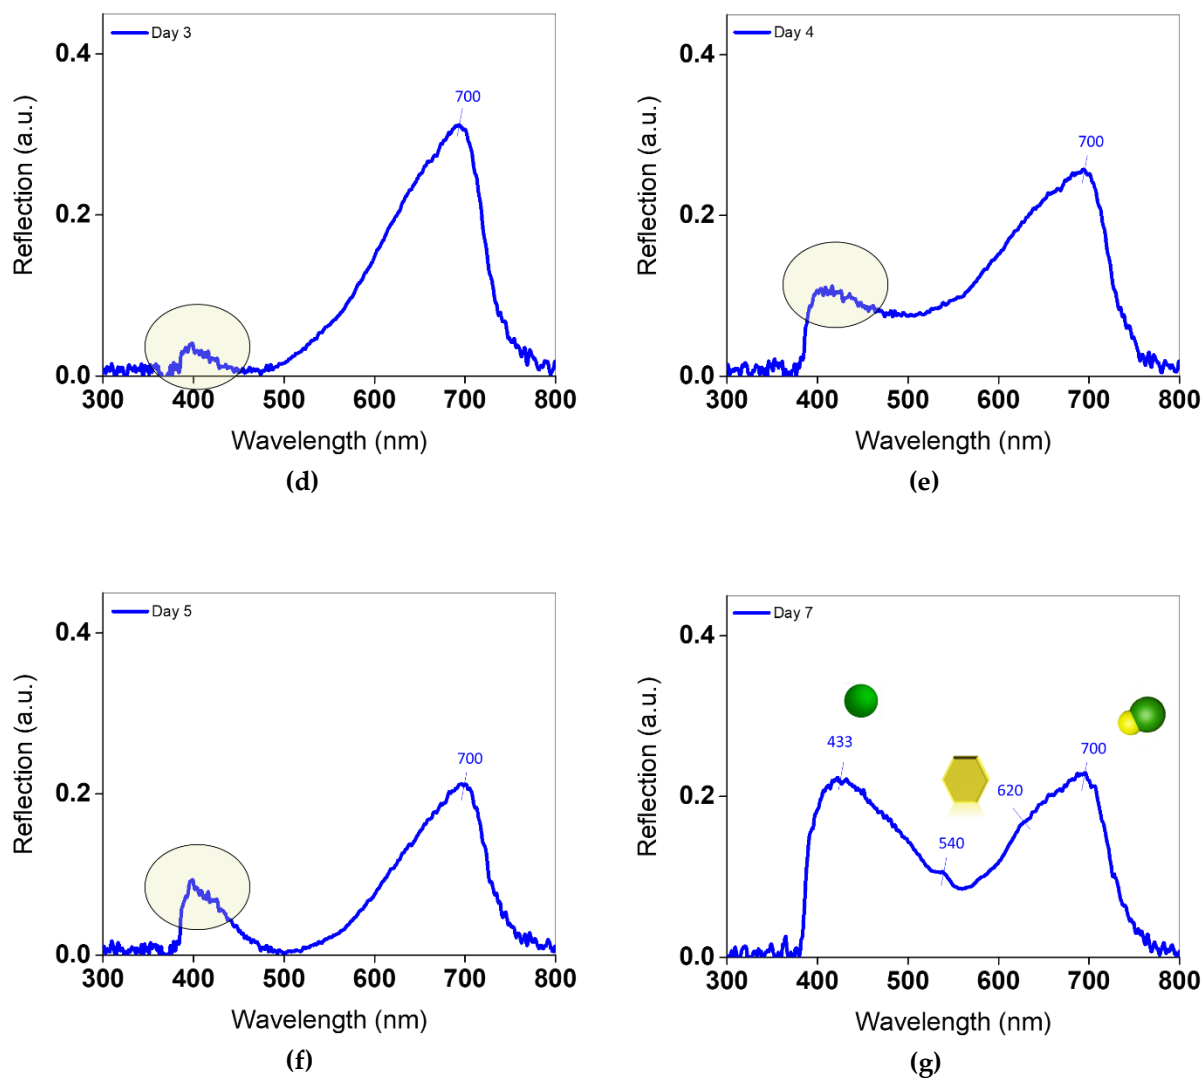 Day 3
0.4
0.2
0.0
Reflection (a.u.)
700
300 400 500 600 700 800
Wavelength (nm)
(d)
Day 4
0.4
0.2
0.0
Reflection (a.u.)
700
300 400 500 600 700 800
Wavelength (nm)
(e)
Day 5
0.4
0.2
0.0
Reflection (a.u.)
700
300 400 500 600 700 800
Wavelength (nm)
(f)
Day 7
0.4
0.2
0.0
Reflection (a.u.)
433
540
620
700
300 400 500 600 700 800
Wavelength (nm)
(g)